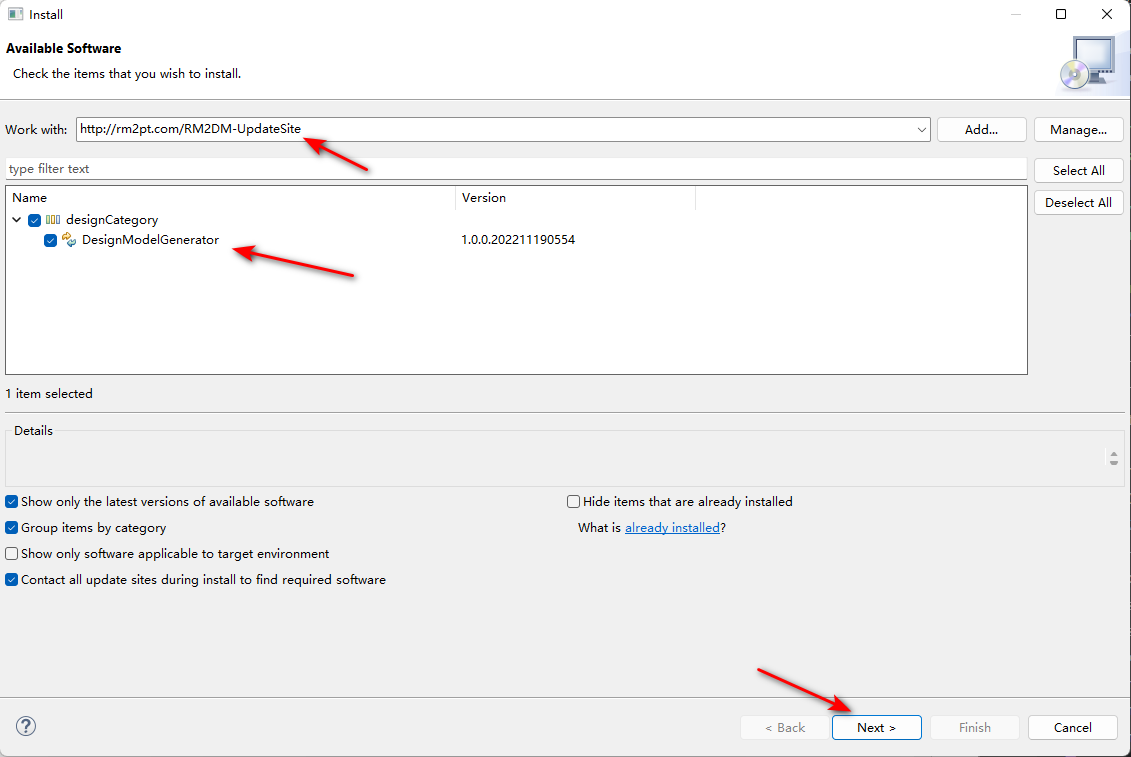 Install
Available Software
Check the items that you wish to install.
Work with: http://rm2pt.com/RM2DM-UpdateSite Add... Manage...
type filter text Select All
Name Version Deselect All
designCategory
DesignModelGenerator 1.0.0.202211190554
1 item selected
Details
Show only the latest versions of available software Hide items that are already installed
Group items by category What is already installed?
Show only software applicable to target environment
Contact all update sites during install to find required software
? < Back Next > Finish Cancel